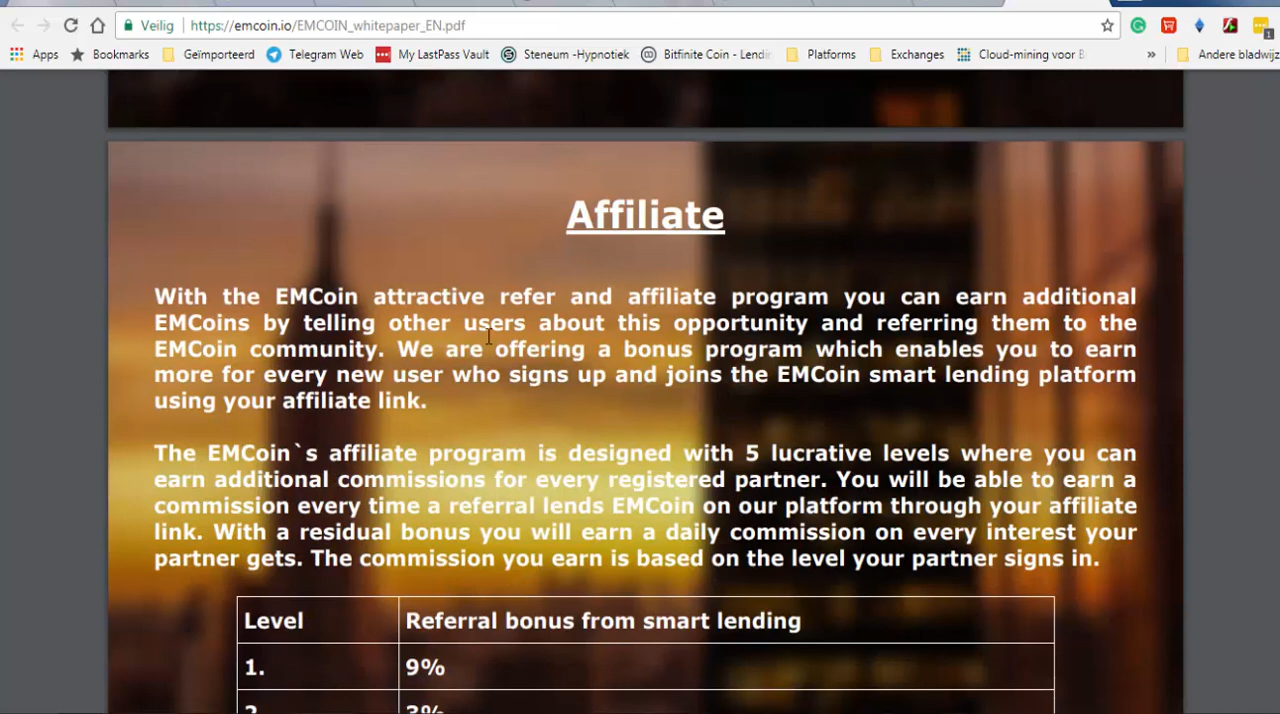 Veilig https://emcoin.io/EMCOIN_whitepaper_EN.pdf
Apps Bookmarks Geïmporteerd Telegram Web My LastPass Vault Steneum -Hypnotiek Bitfinite Coin - Lendin Platforms Exchanges Cloud-mining voor B » Andere bladwijz
1
Affiliate
With the EMCoin attractive refer and affiliate program you can earn additional
EMCoins by telling other users about this opportunity and referring them to the
EMCoin community. We are offering a bonus program which enables you to earn
more for every new user who signs up and joins the EMCoin smart lending platform
using your affiliate link.
The EMCoin`s affiliate program is designed with 5 lucrative levels where you can
earn additional commissions for every registered partner. You will be able to earn a
commission every time a referral lends EMCoin on our platform through your affiliate
link. With a residual bonus you will earn a daily commission on every interest your
partner gets. The commission you earn is based on the level your partner signs in.
Level Referral bonus from smart lending
1. 9%
2. 3%